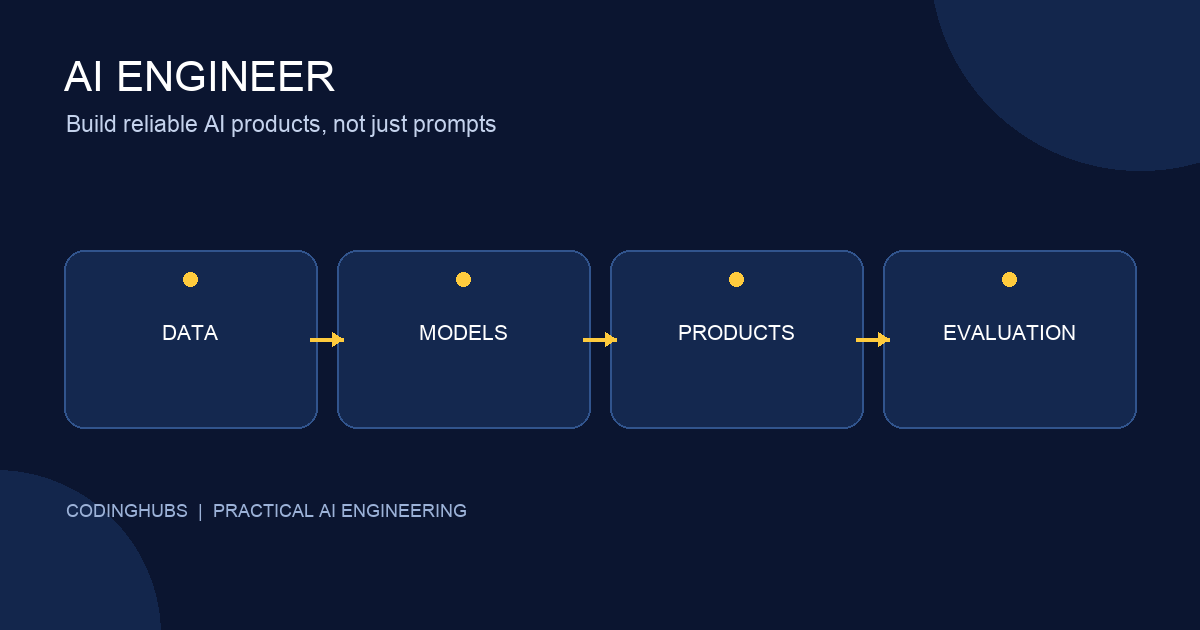 AI ENGINEER
Build reliable AI products, not just prompts
DATA
MODELS
PRODUCTS
EVALUATION
CODINGHUBS | PRACTICAL AI ENGINEERING